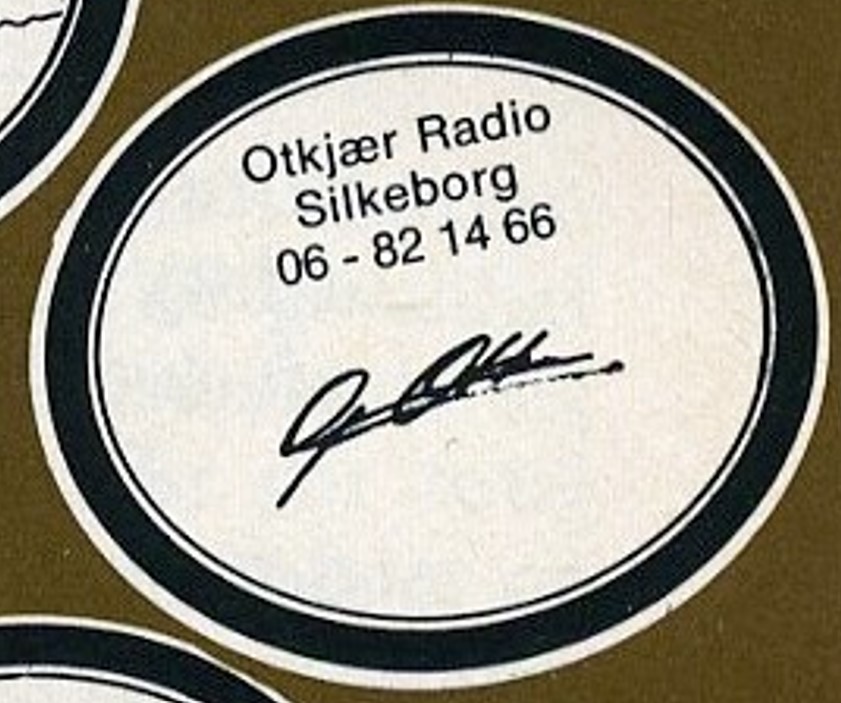 Otkjær Radio
Silkeborg
06 - 82 14 66